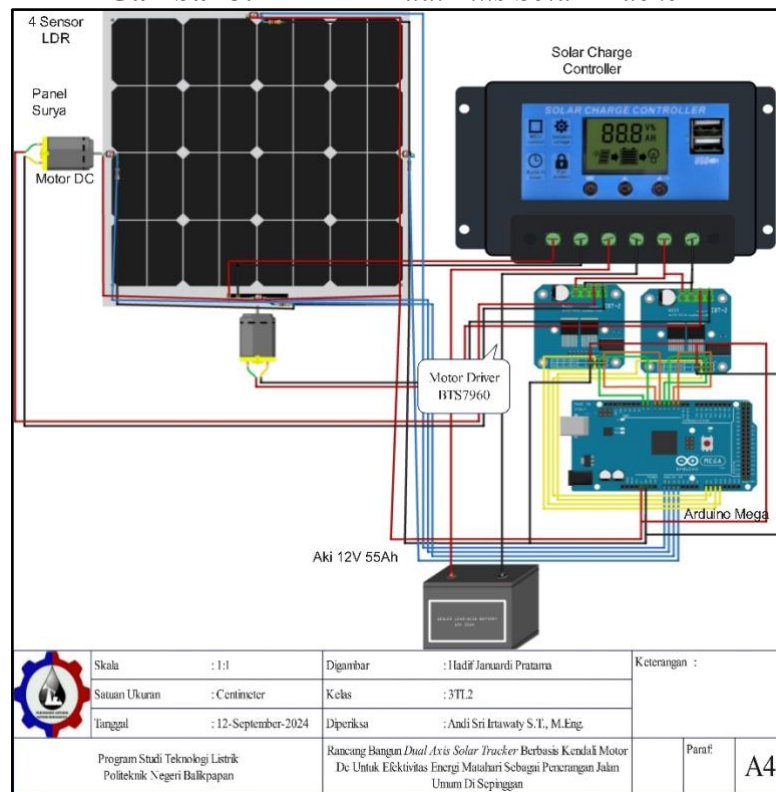 4 Sensor
LDR
Panel
Surya
Motor DC
Solar Charge
Controller
SOLAR CHARGE CONTROLLER
88.8 V%
AH
Motor Driver
BTS7960
MEGA
Arduino Mega
Aki 12V 55Ah
Skala : 1:1
Satuan Ukuran : Centimeter
Tanggal : 12-September-2024
Digambar : Hadif Januardi Pratama
Kelas : 3TL2
Diperiksa : Andi Sri Irtawaty S.T., M.Eng.
Keterangan :
Program Studi Teknologi Listrik
Politeknik Negeri Balikpapan
Rancang Bangun Dual Axis Solar Tracker Berbasis Kendali Motor
Dc Untuk Efektivitas Energi Matahari Sebagai Penerangan Jalan
Umum Di Sepinggan
Paraf:
A4